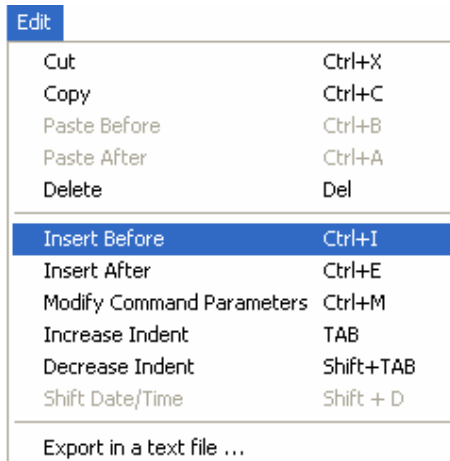 Edit
Cut Ctrl+X
Copy Ctrl+C
Paste Before Ctrl+B
Paste After Ctrl+A
Delete Del
Insert Before Ctrl+I
Insert After Ctrl+E
Modify Command Parameters Ctrl+M
Increase Indent TAB
Decrease Indent Shift+TAB
Shift Date/Time Shift + D
Export in a text file ...